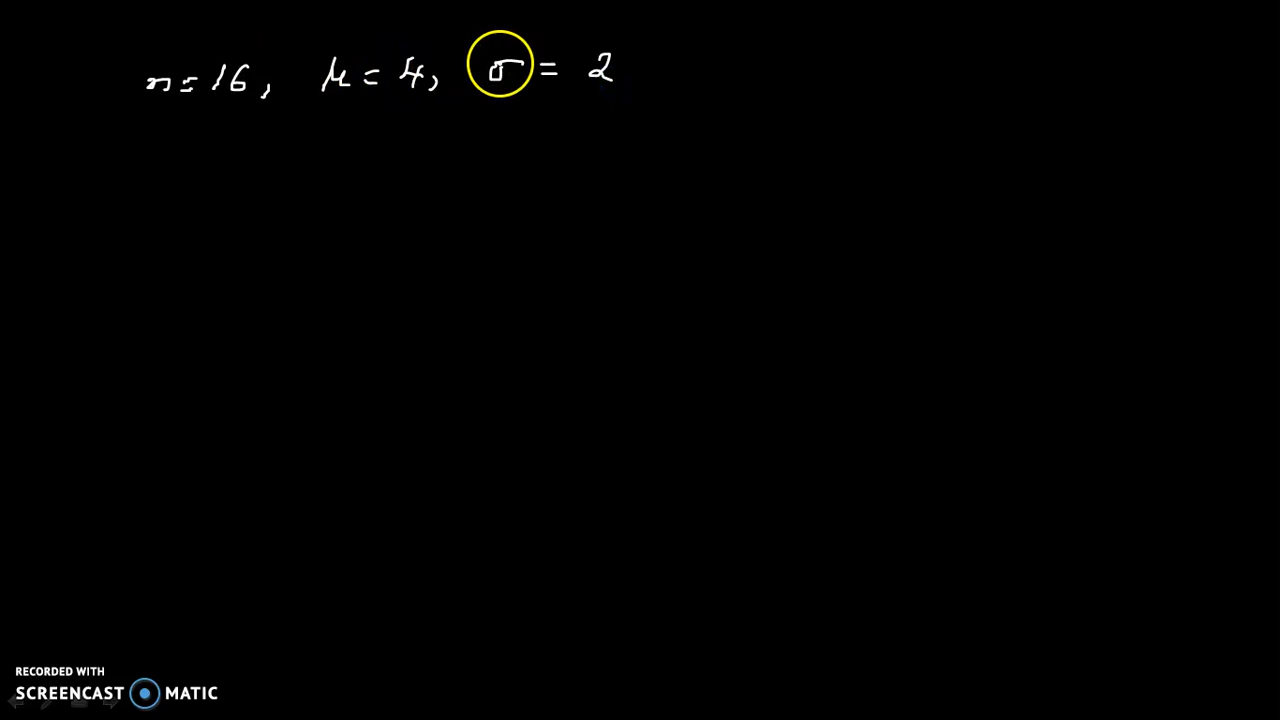 n = 16, μ = 4, σ = 2
RECORDED WITH
SCREENCAST MATIC